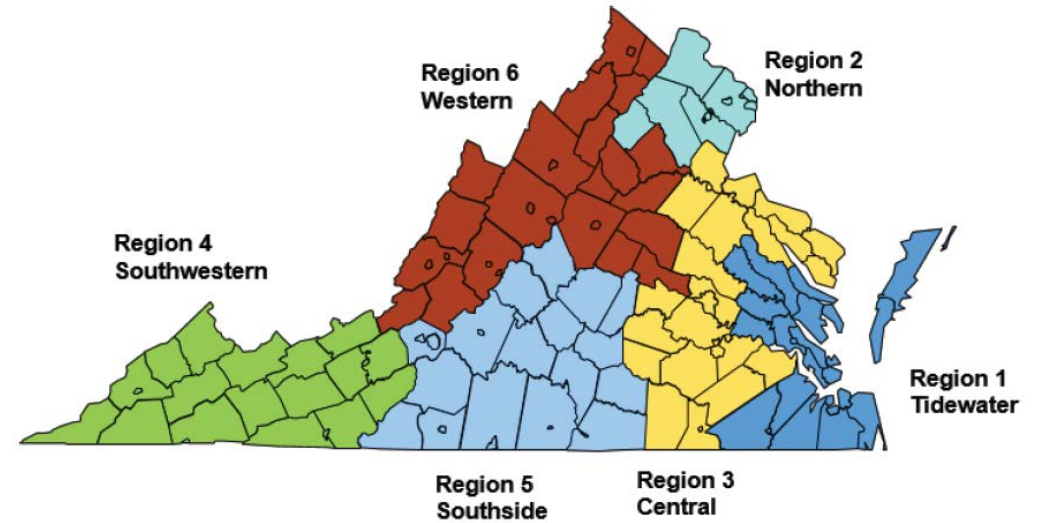 Region 2
Northern
Region 6
Western
Region 4
Southwestern
Region 1
Tidewater
Region 3
Central
Region 5
Southside